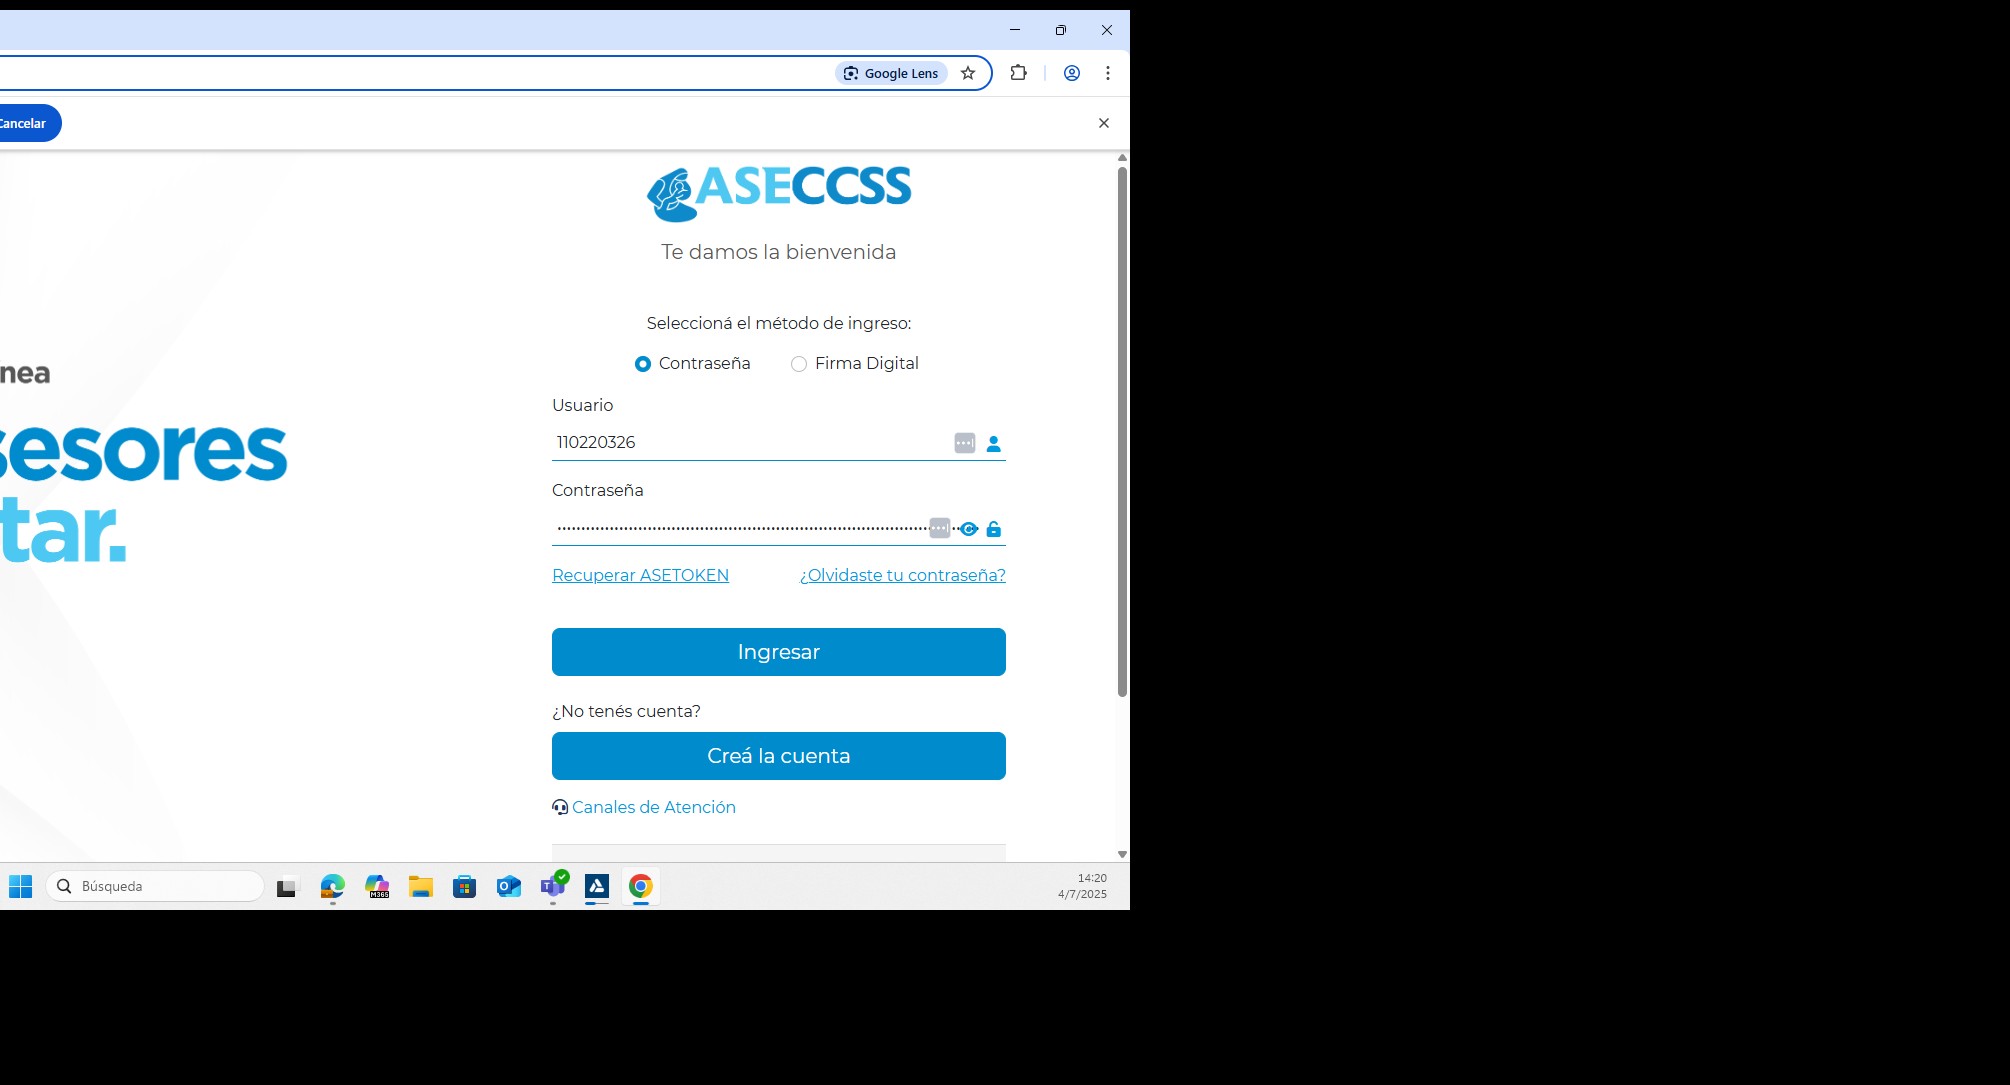 Google Lens
Cancelar
ASECCSS
Te damos la bienvenida
Seleccioná el método de ingreso:
Contraseña
Firma Digital
nea
sesores
tar.
Usuario
110220326
Contraseña
Recuperar ASETOKEN
¿Olvidaste tu contraseña?
Ingresar
¿No tenés cuenta?
Creá la cuenta
Canales de Atención
Búsqueda
M365
14:20
4/7/2025